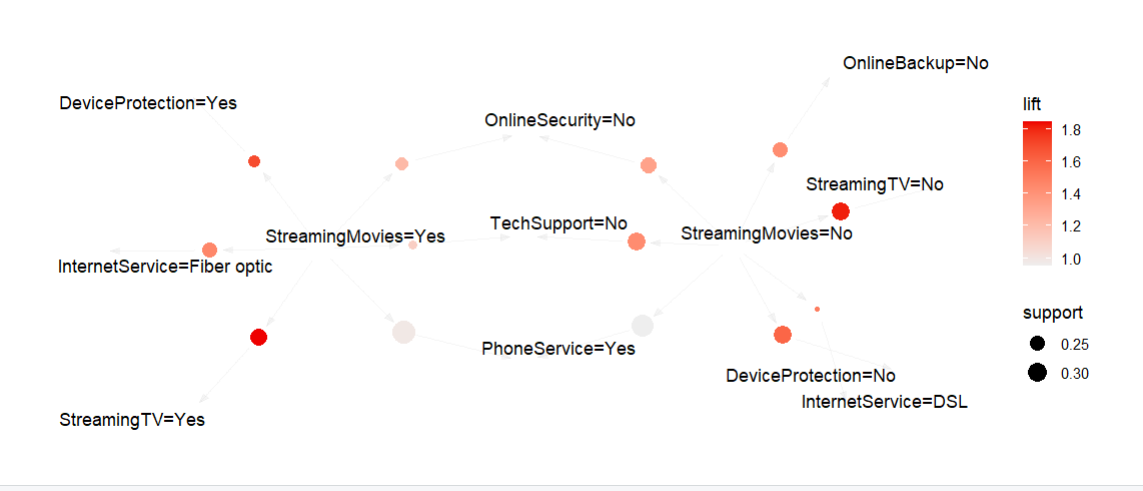 OnlineBackup=No
DeviceProtection=Yes
lift
OnlineSecurity=No
1.8
1.6
StreamingTV=No
1.4
TechSupport=No
1.2
StreamingMovies=Yes
StreamingMovies=No
1.0
InternetService=Fiber optic
support
0.25
PhoneService=Yes
0.30
DeviceProtection=No
InternetService=DSL
StreamingTV=Yes